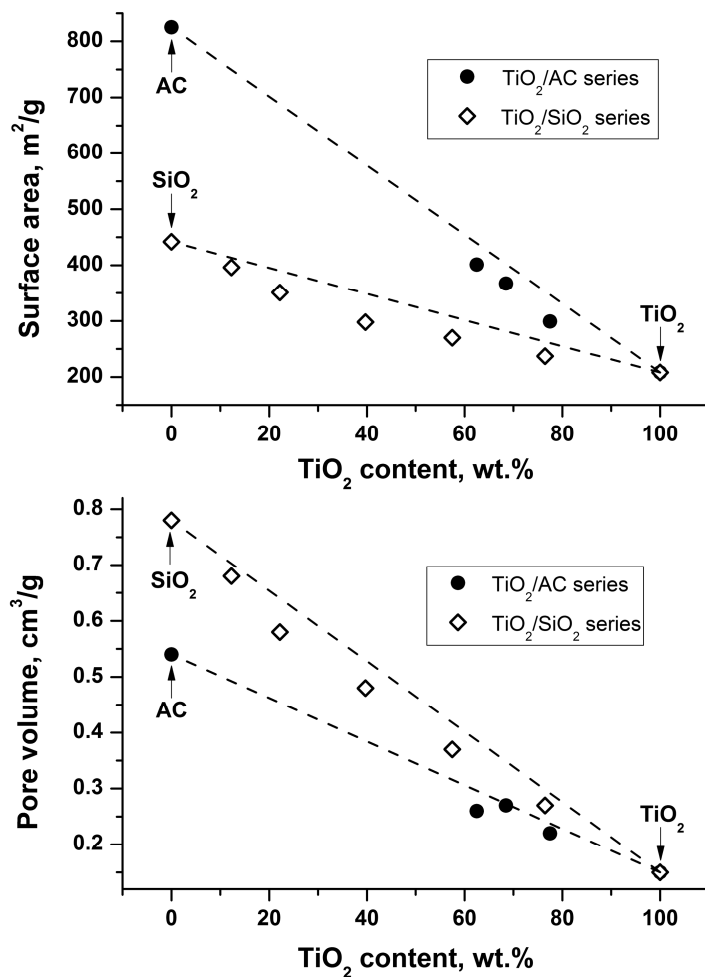 800
700
600
500
400
300
200
Surface area, m²/g
AC
SiO₂
TiO₂
TiO₂/AC series
TiO₂/SiO₂ series
0 20 40 60 80 100
TiO₂ content, wt.%
0.8
0.7
0.6
0.5
0.4
0.3
0.2
Pore volume, cm³/g
SiO₂
AC
TiO₂
TiO₂/AC series
TiO₂/SiO₂ series
0 20 40 60 80 100
TiO₂ content, wt.%